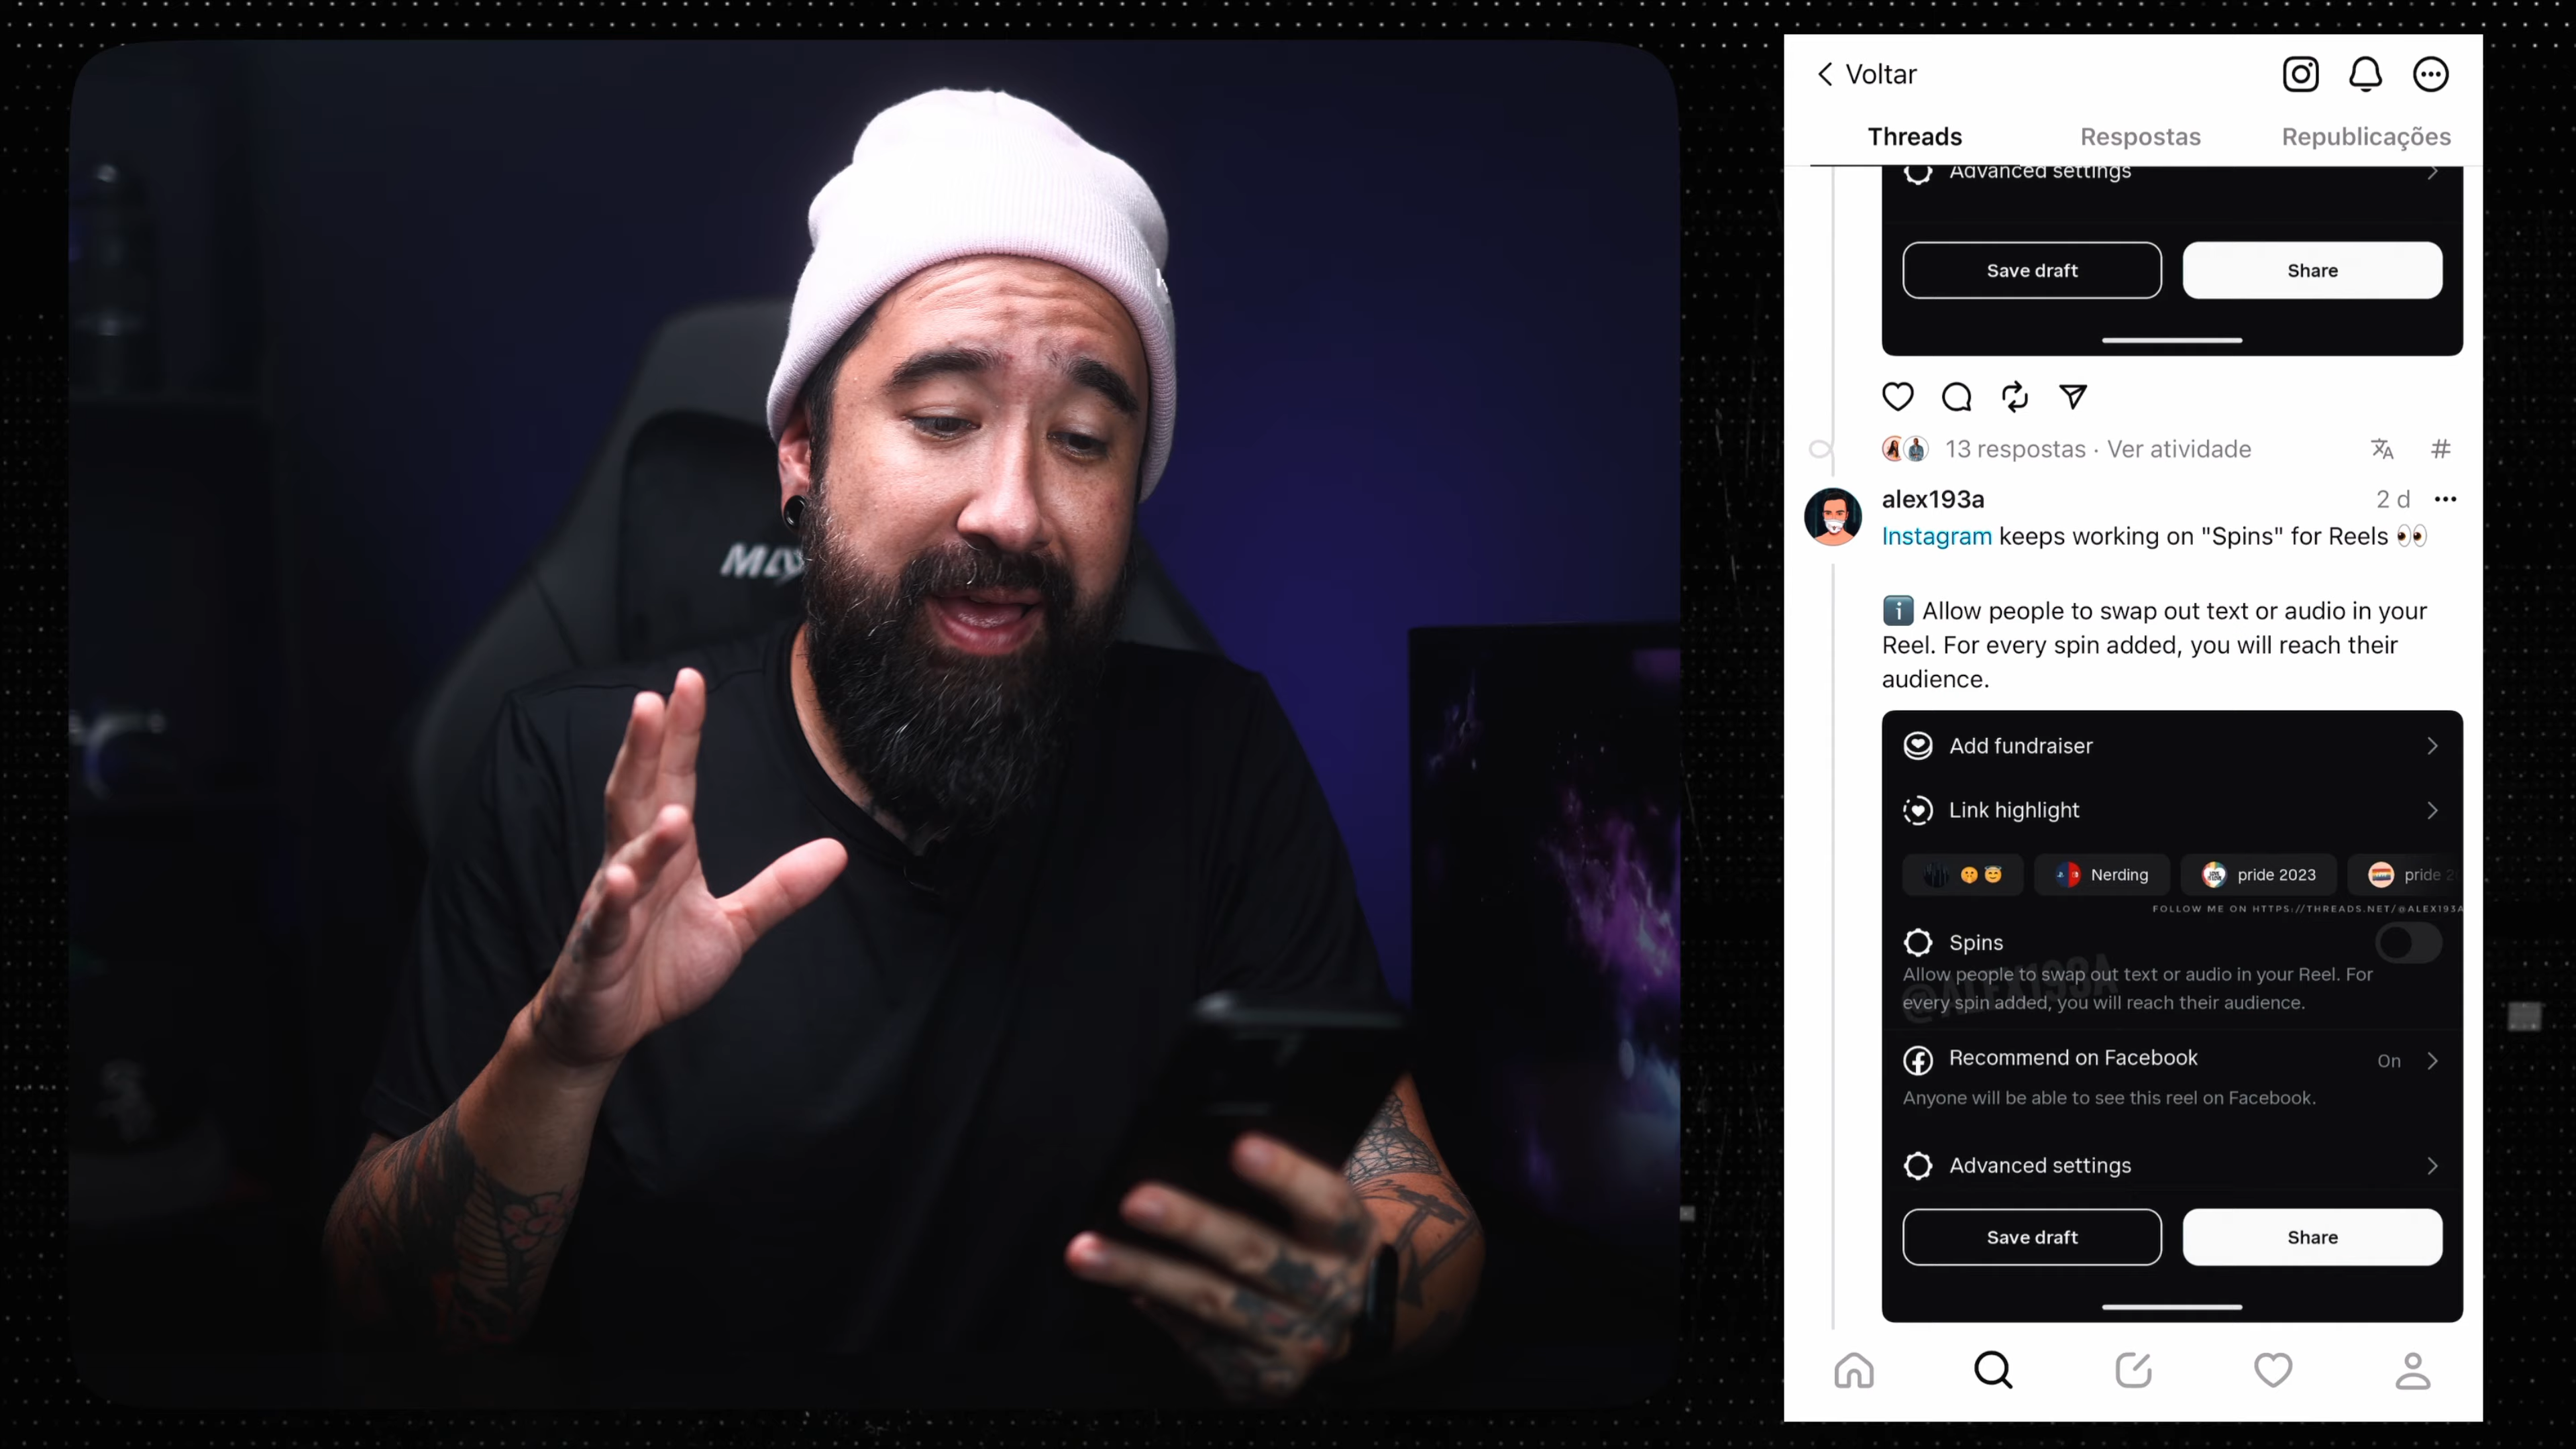 Voltar
Threads
Respostas
Republicações
Advanced settings
Save draft
Share
13 respostas · Ver atividade
alex193a
2 d
Instagram keeps working on "Spins" for Reels 👀
ℹ️ Allow people to swap out text or audio in your
Reel. For every spin added, you will reach their
audience.
Add fundraiser
Link highlight
🤫 😇
Nerding
pride 2023
pride
FOLLOW ME ON HTTPS://THREADS.NET/@ALEX193A
Spins
@ALEX193A
Allow people to swap out text or audio in your Reel. For
every spin added, you will reach their audience.
Recommend on Facebook
On
Anyone will be able to see this reel on Facebook.
Advanced settings
Save draft
Share